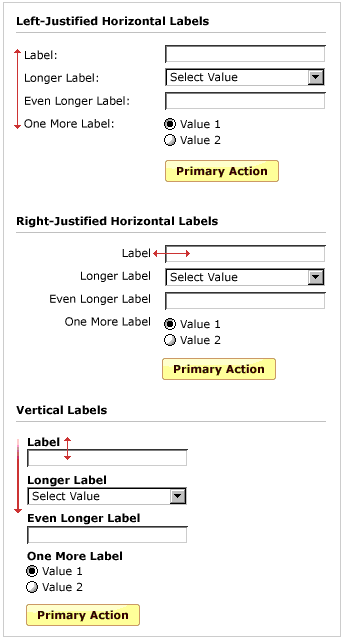 Left-Justified Horizontal Labels
Label:
Longer Label: Select Value
Even Longer Label:
One More Label: Value 1
Value 2
Primary Action
Right-Justified Horizontal Labels
Label
Longer Label Select Value
Even Longer Label
One More Label Value 1
Value 2
Primary Action
Vertical Labels
Label
Longer Label
Select Value
Even Longer Label
One More Label
Value 1
Value 2
Primary Action